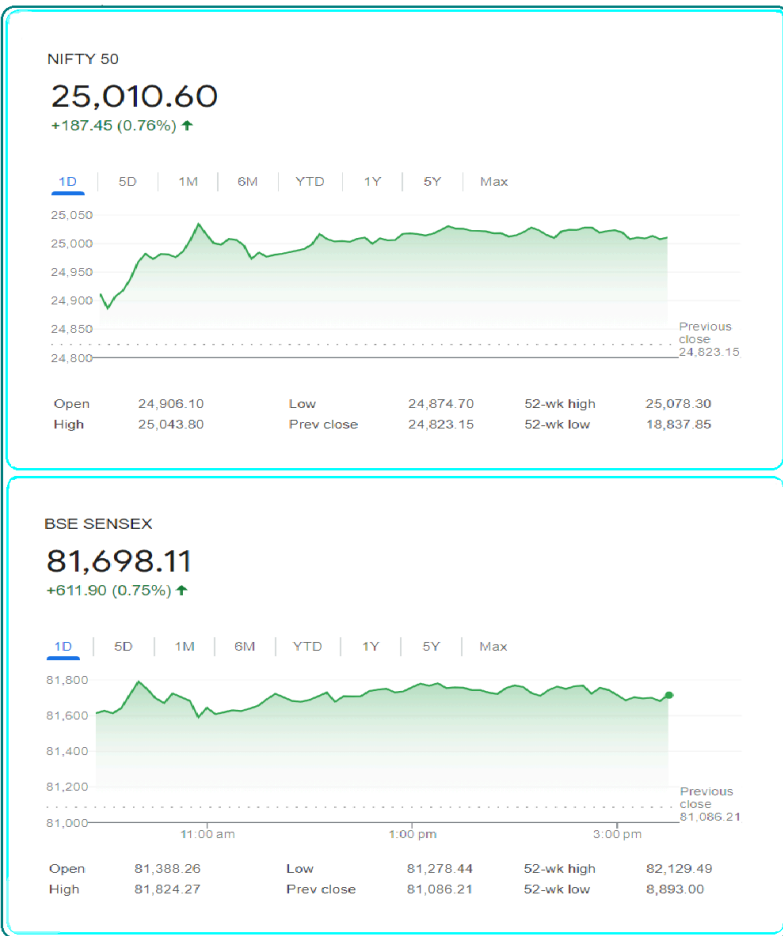 NIFTY 50
25,010.60
+187.45 (0.76%) ↑
1D 5D 1M 6M YTD 1Y 5Y Max
25,050
25,000
24,950
24,900
24,850
24,800
Previous
close
24,823.15
Open 24,906.10 Low 24,874.70 52-wk high 25,078.30
High 25,043.80 Prev close 24,823.15 52-wk low 18,837.85
BSE SENSEX
81,698.11
+611.90 (0.75%) ↑
1D 5D 1M 6M YTD 1Y 5Y Max
81,800
81,600
81,400
81,200
81,000
Previous
close
81,086.21
11:00 am 1:00 pm 3:00 pm
Open 81,388.26 Low 81,278.44 52-wk high 82,129.49
High 81,824.27 Prev close 81,086.21 52-wk low 8,893.00